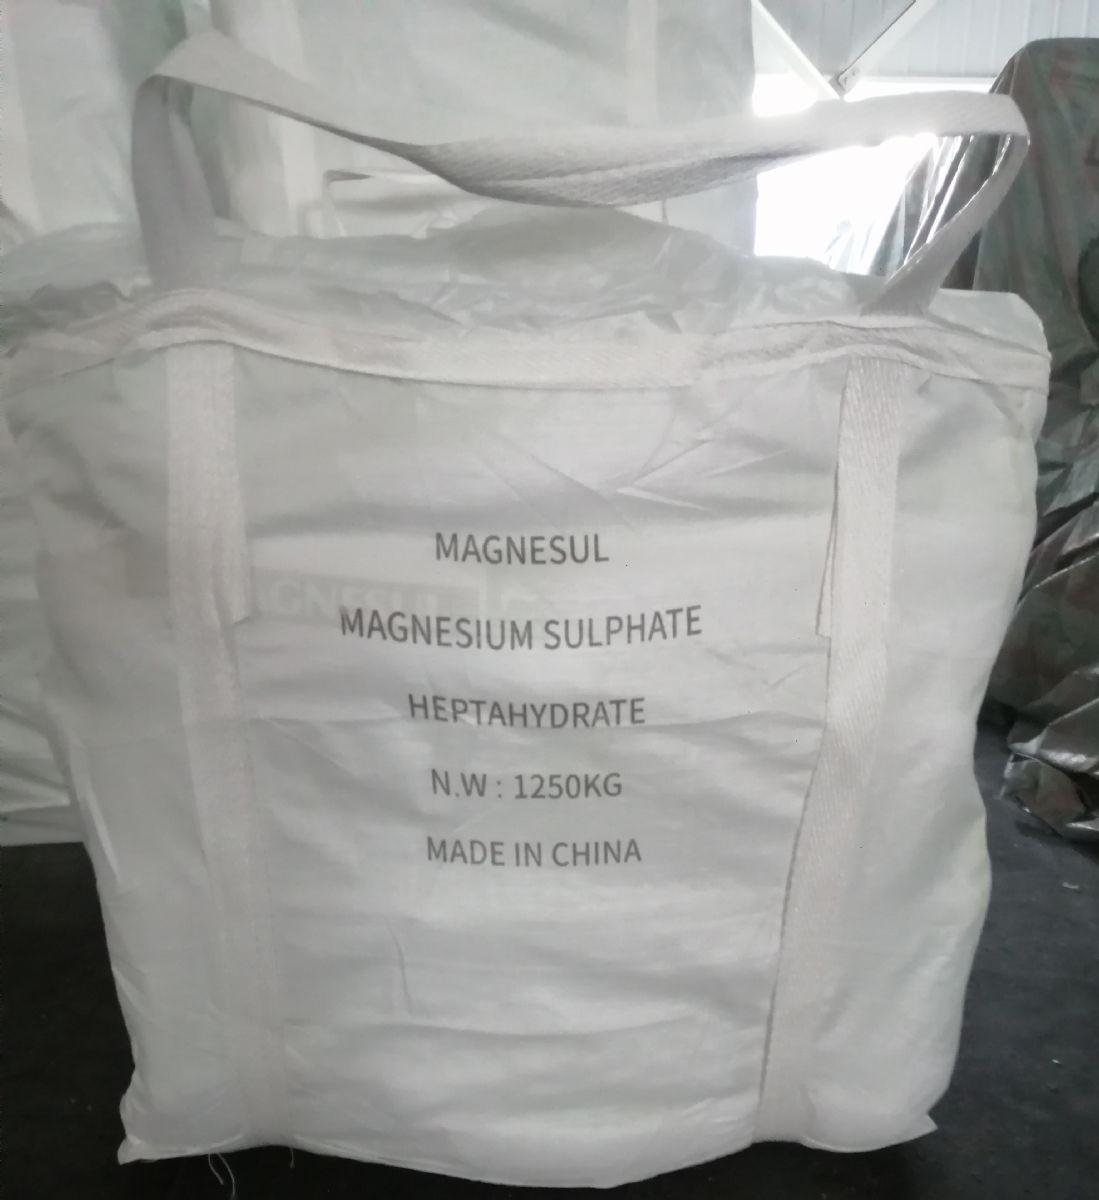 MAGNESUL
MAGNESIUM SULPHATE
HEPTAHYDRATE
N.W : 1250KG
MADE IN CHINA